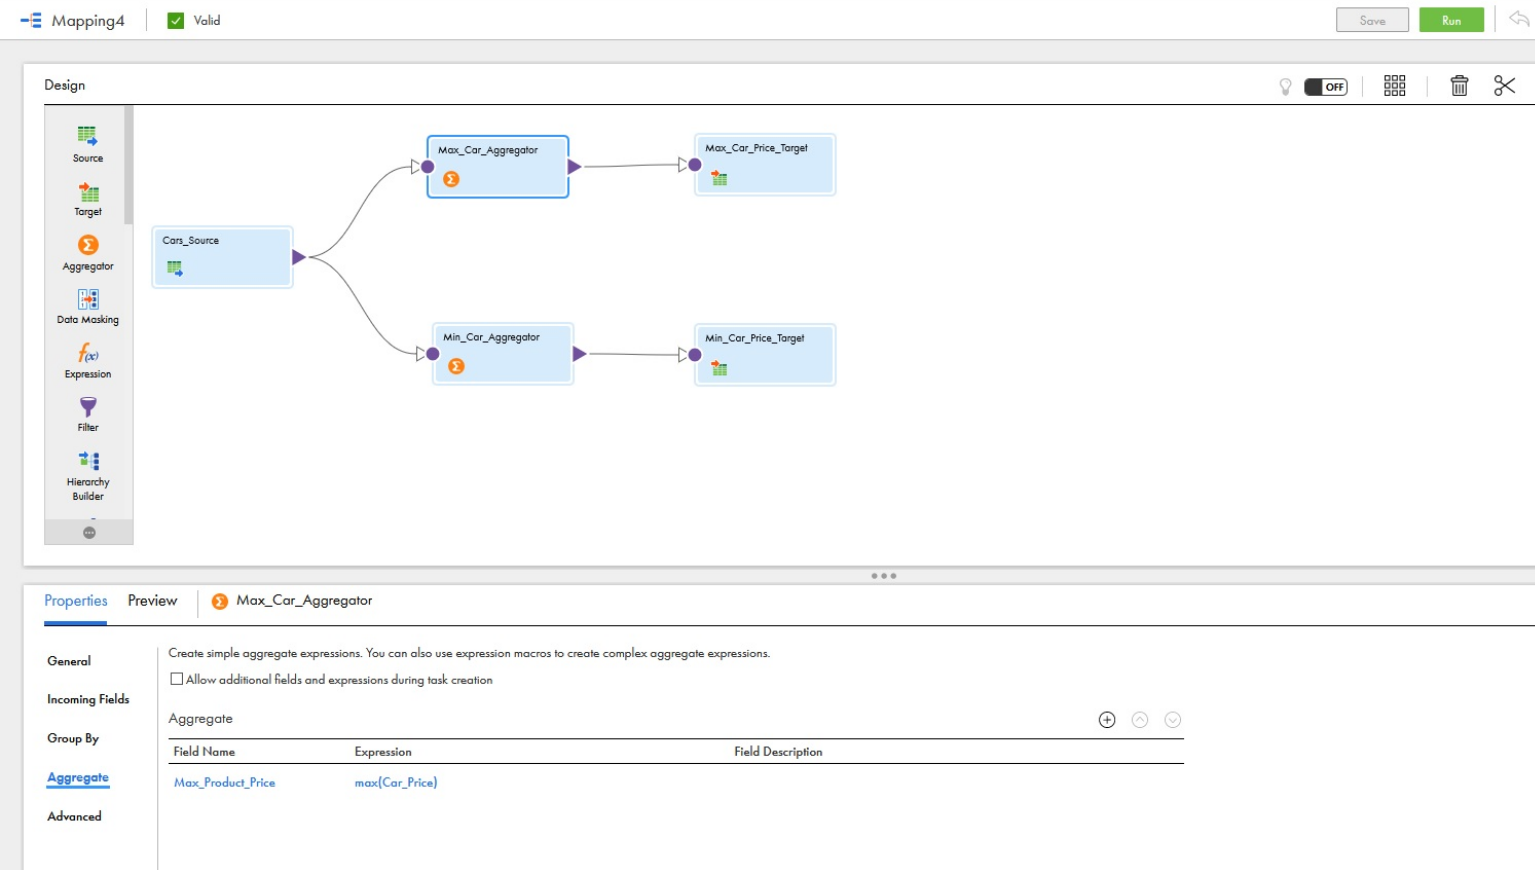 Mapping4
Valid
Save
Run
Design
OFF
Source
Target
Aggregator
Data Masking
Expression
Filter
Hierarchy
Builder
Cars_Source
Max_Car_Aggregator
Max_Car_Price_Target
Min_Car_Aggregator
Min_Car_Price_Target
Properties
Preview
Max_Car_Aggregator
General
Incoming Fields
Group By
Aggregate
Advanced
Create simple aggregate expressions. You can also use expression macros to create complex aggregate expressions.
Allow additional fields and expressions during task creation
Aggregate
Field Name Expression Field Description
Max_Product_Price max(Car_Price)